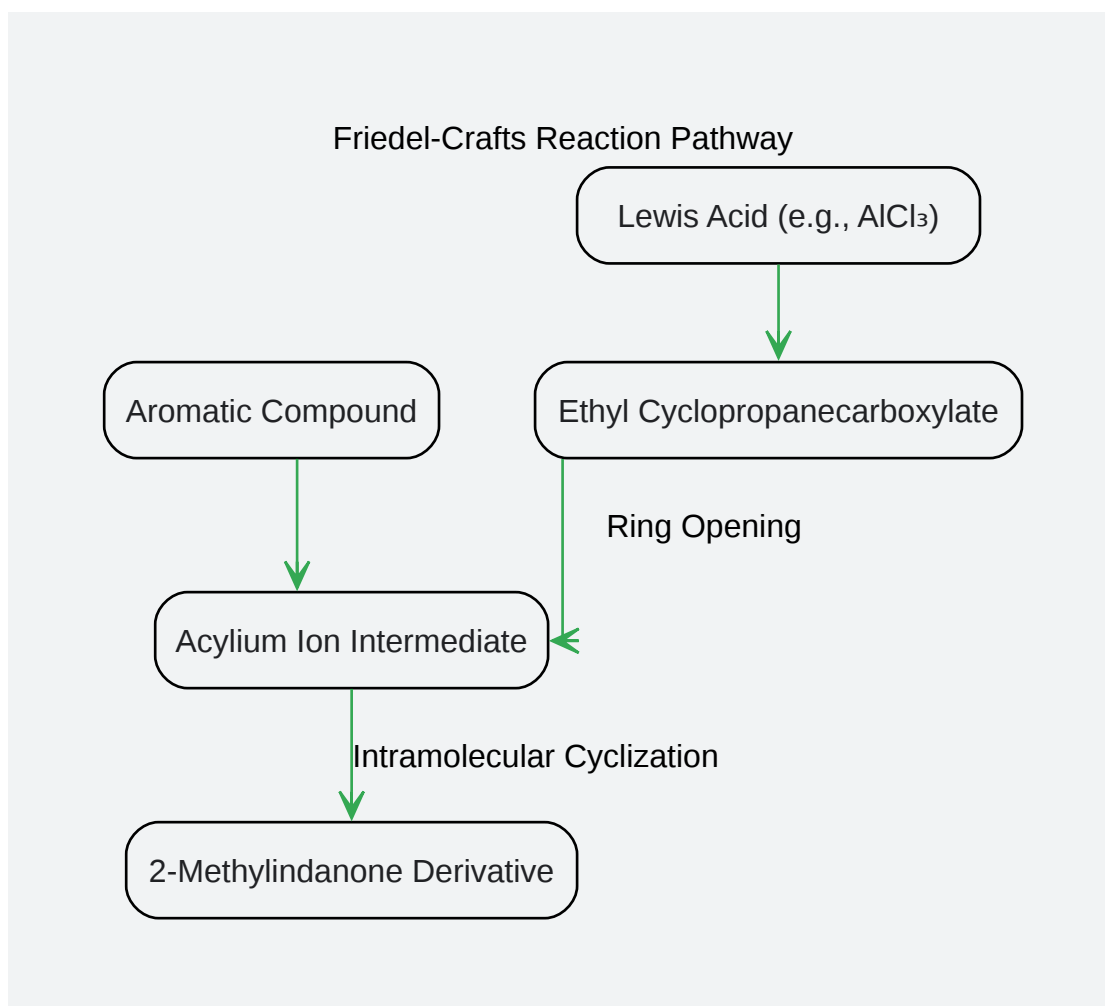 Friedel-Crafts Reaction Pathway
Lewis Acid (e.g., AlCl₃)
Aromatic Compound
Ethyl Cyclopropanecarboxylate
Ring Opening
Acylium Ion Intermediate
Intramolecular Cyclization
2-Methylindanone Derivative